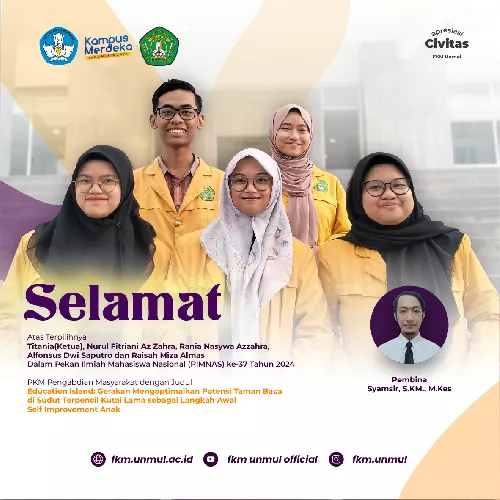 Kampus
Merdeka
apresiasi
Civitas
FKM Unmul
Selamat
Atas Terpilihnya
Titania(Ketua), Nurul Fitriani Az Zahra, Rania Nasywa Azzahra,
Alfonsus Dwi Saputro dan Raisah Miza Almas
Dalam Pekan Ilmiah Mahasiswa Nasional (PIMNAS) ke-37 Tahun 2024
PKM Pengabdian Masyarakat dengan Judul
Education Island: Gerakan Mengoptimalkan Potensi Taman Baca
di Sudut Terpencil Kutai Lama sebagai Langkah Awal
Self Improvement Anak
Pembina
Syamsir, S.KM., M.Kes
fkm.unmul.ac.id
fkm unmul official
fkm.unmul